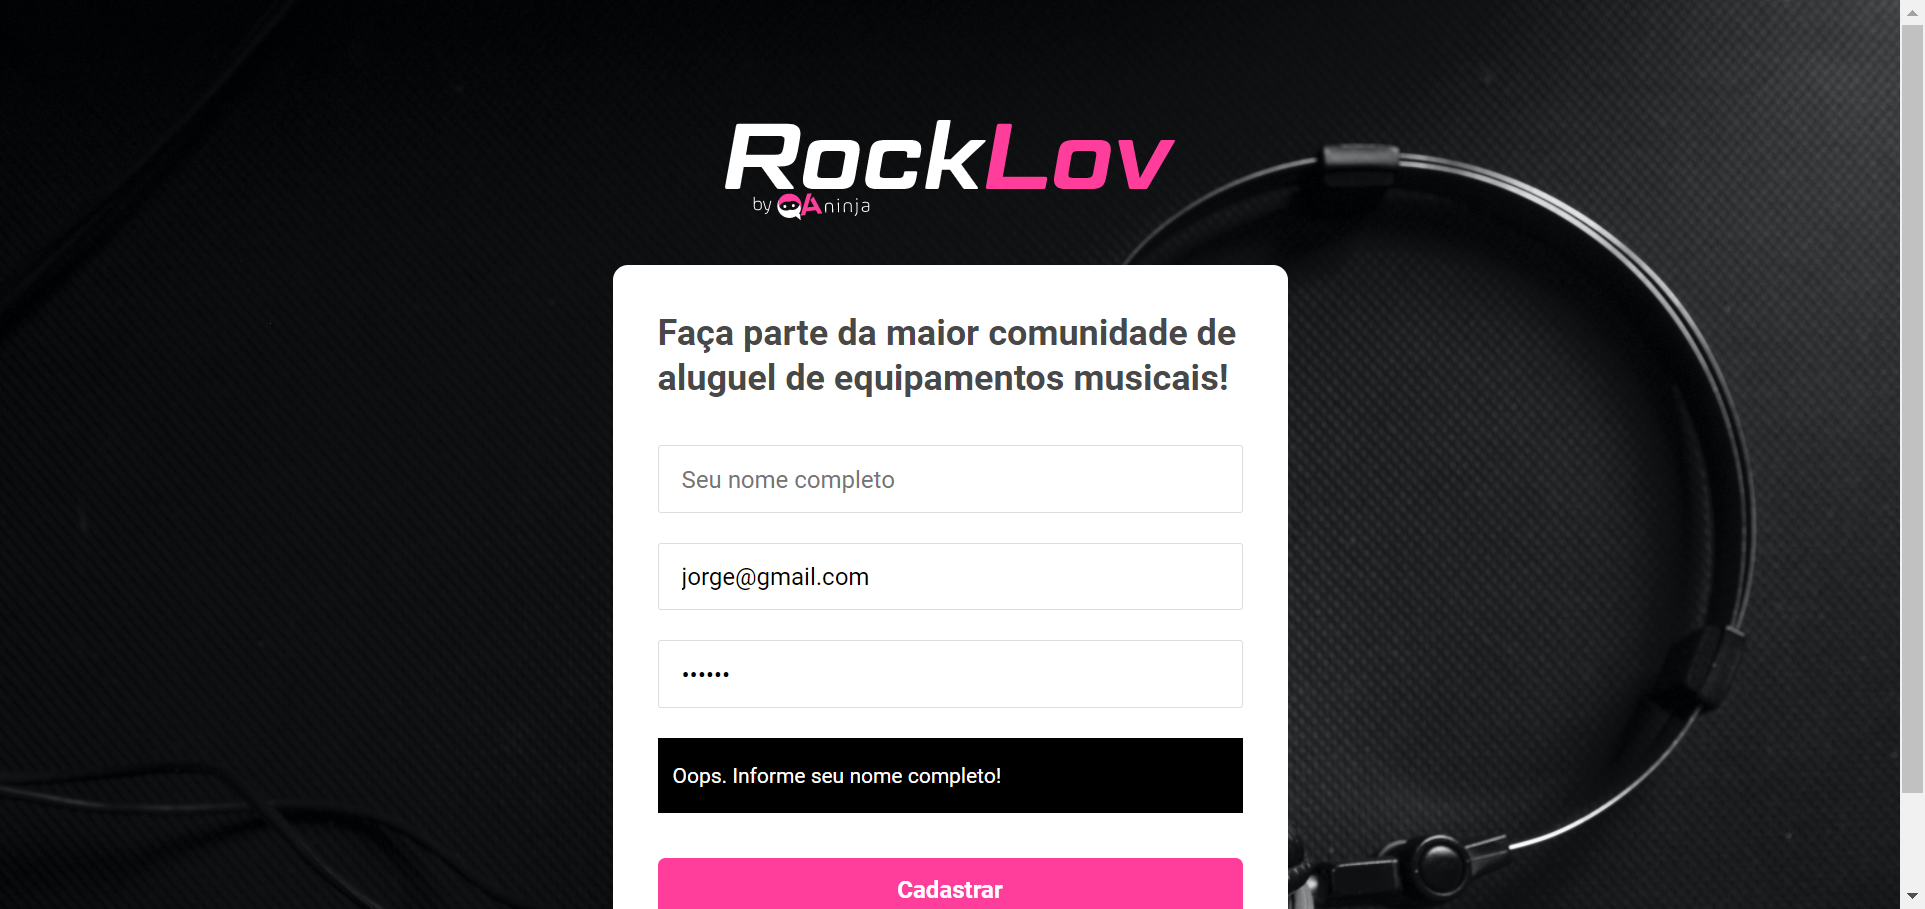 RockLov
by QAninja
Faça parte da maior comunidade de
aluguel de equipamentos musicais!
Seu nome completo
jorge@gmail.com
••••••
Oops. Informe seu nome completo!
Cadastrar